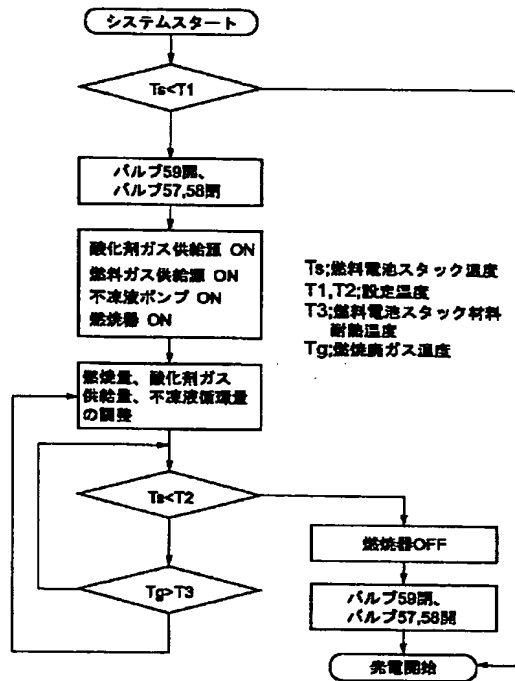 システムスタート
Ts<T1
バルブ59開、
バルブ57,58閉
酸化剤ガス供給源 ON
燃料ガス供給源 ON
不凍液ポンプ ON
燃焼器 ON
Ts;燃料電池スタック温度
T1,T2;設定温度
T3;燃料電池スタック材料
耐熱温度
Tg;燃焼廃ガス温度
燃焼量、酸化剤ガス
供給量、不凍液循環量
の調整
Ts<T2
燃焼器OFF
Tg>T3
バルブ59閉、
バルブ57,58開
発電開始